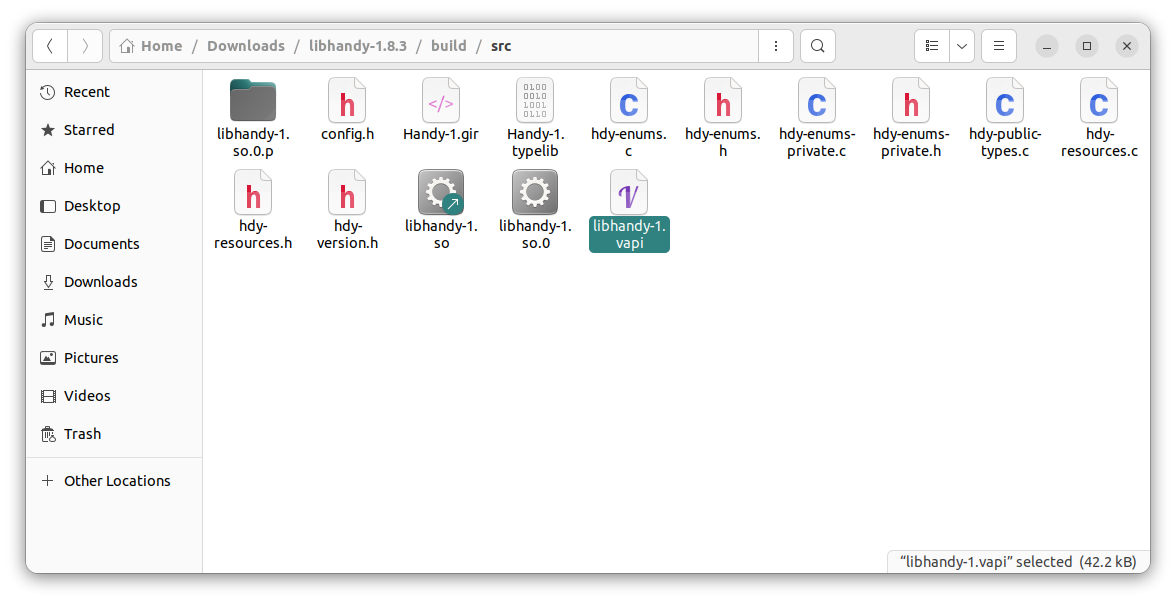 Home / Downloads / libhandy-1.8.3 / build / src
Recent
Starred
Home
Desktop
Documents
Downloads
Music
Pictures
Videos
Trash
Other Locations
libhandy-1.
so.0.p
config.h
Handy-1.gir
0100
0010
1001
0110
Handy-1.
typelib
hdy-enums.
c
hdy-enums.
h
hdy-enums-
private.c
hdy-enums-
private.h
hdy-public-
types.c
hdy-
resources.c
hdy-
resources.h
hdy-
version.h
libhandy-1.
so
libhandy-1.
so.0
libhandy-1.
vapi
“libhandy-1.vapi” selected (42.2 kB)